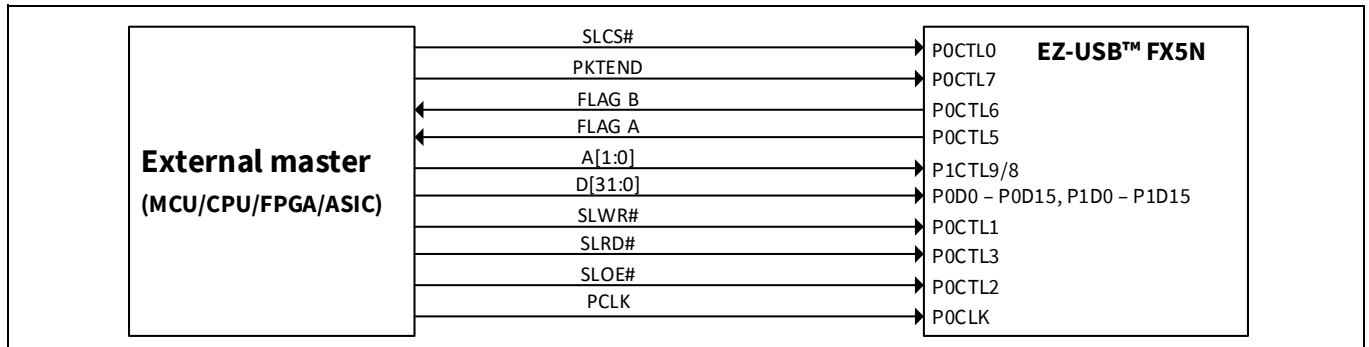 SLCS#
P0CTL0
EZ-USB™ FX5N
PKTEND
P0CTL7
FLAG B
P0CTL6
FLAG A
P0CTL5
External master
(MCU/CPU/FPGA/ASIC)
A[1:0]
P1CTL9/8
D[31:0]
P0D0 – P0D15, P1D0 – P1D15
SLWR#
P0CTL1
SLRD#
P0CTL3
SLOE#
P0CTL2
PCLK
P0CLK